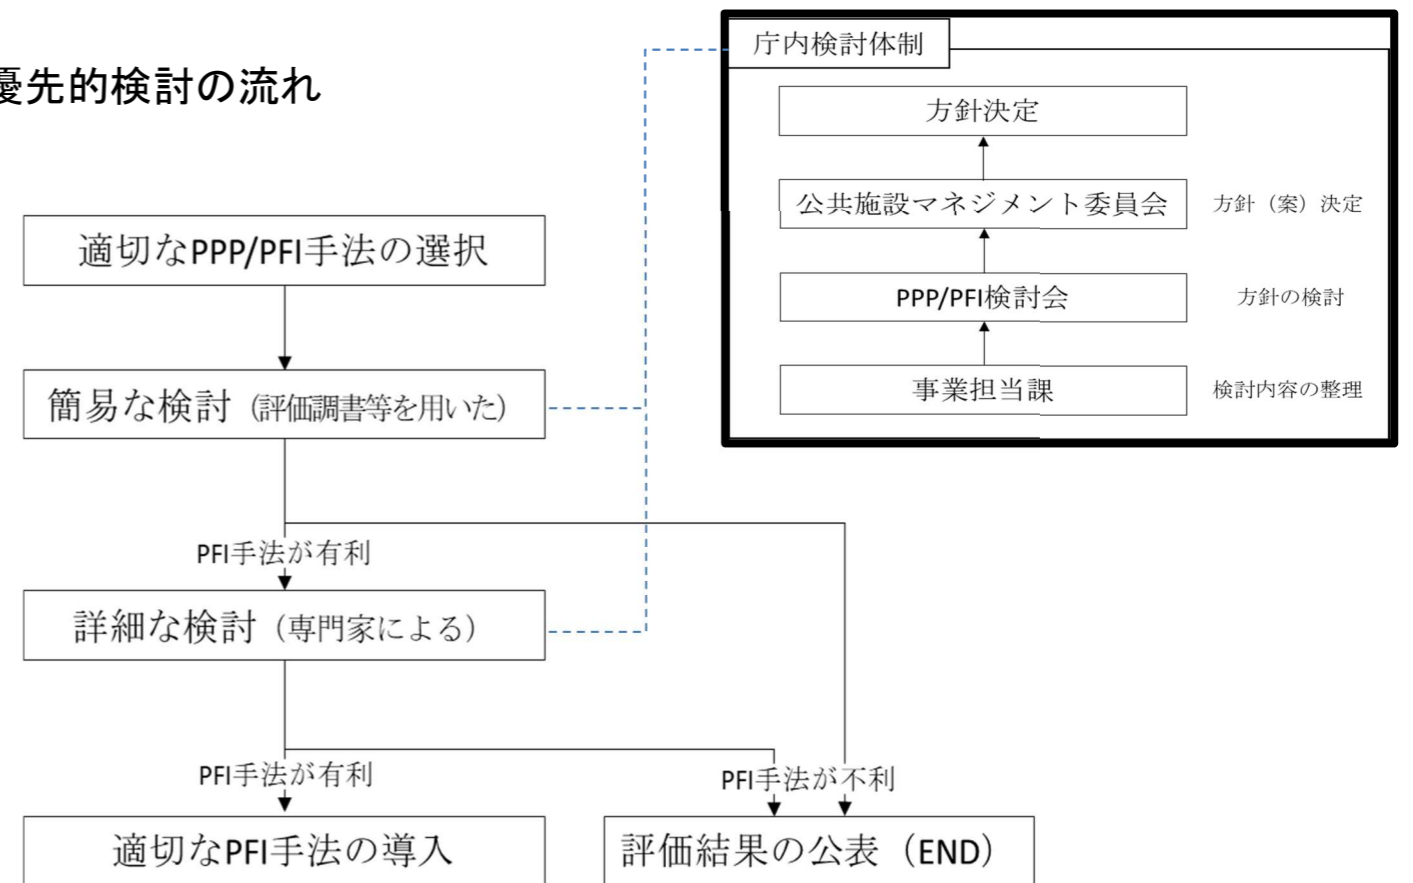 優先的検討の流れ
適切なPPP/PFI手法の選択
簡易な検討（評価調書等を用いた）
PFI手法が有利
詳細な検討（専門家による）
PFI手法が有利
PFI手法が不利
適切なPFI手法の導入
評価結果の公表（END）
庁内検討体制
方針決定
公共施設マネジメント委員会 方針（案）決定
PPP/PFI検討会 方針の検討
事業担当課 検討内容の整理